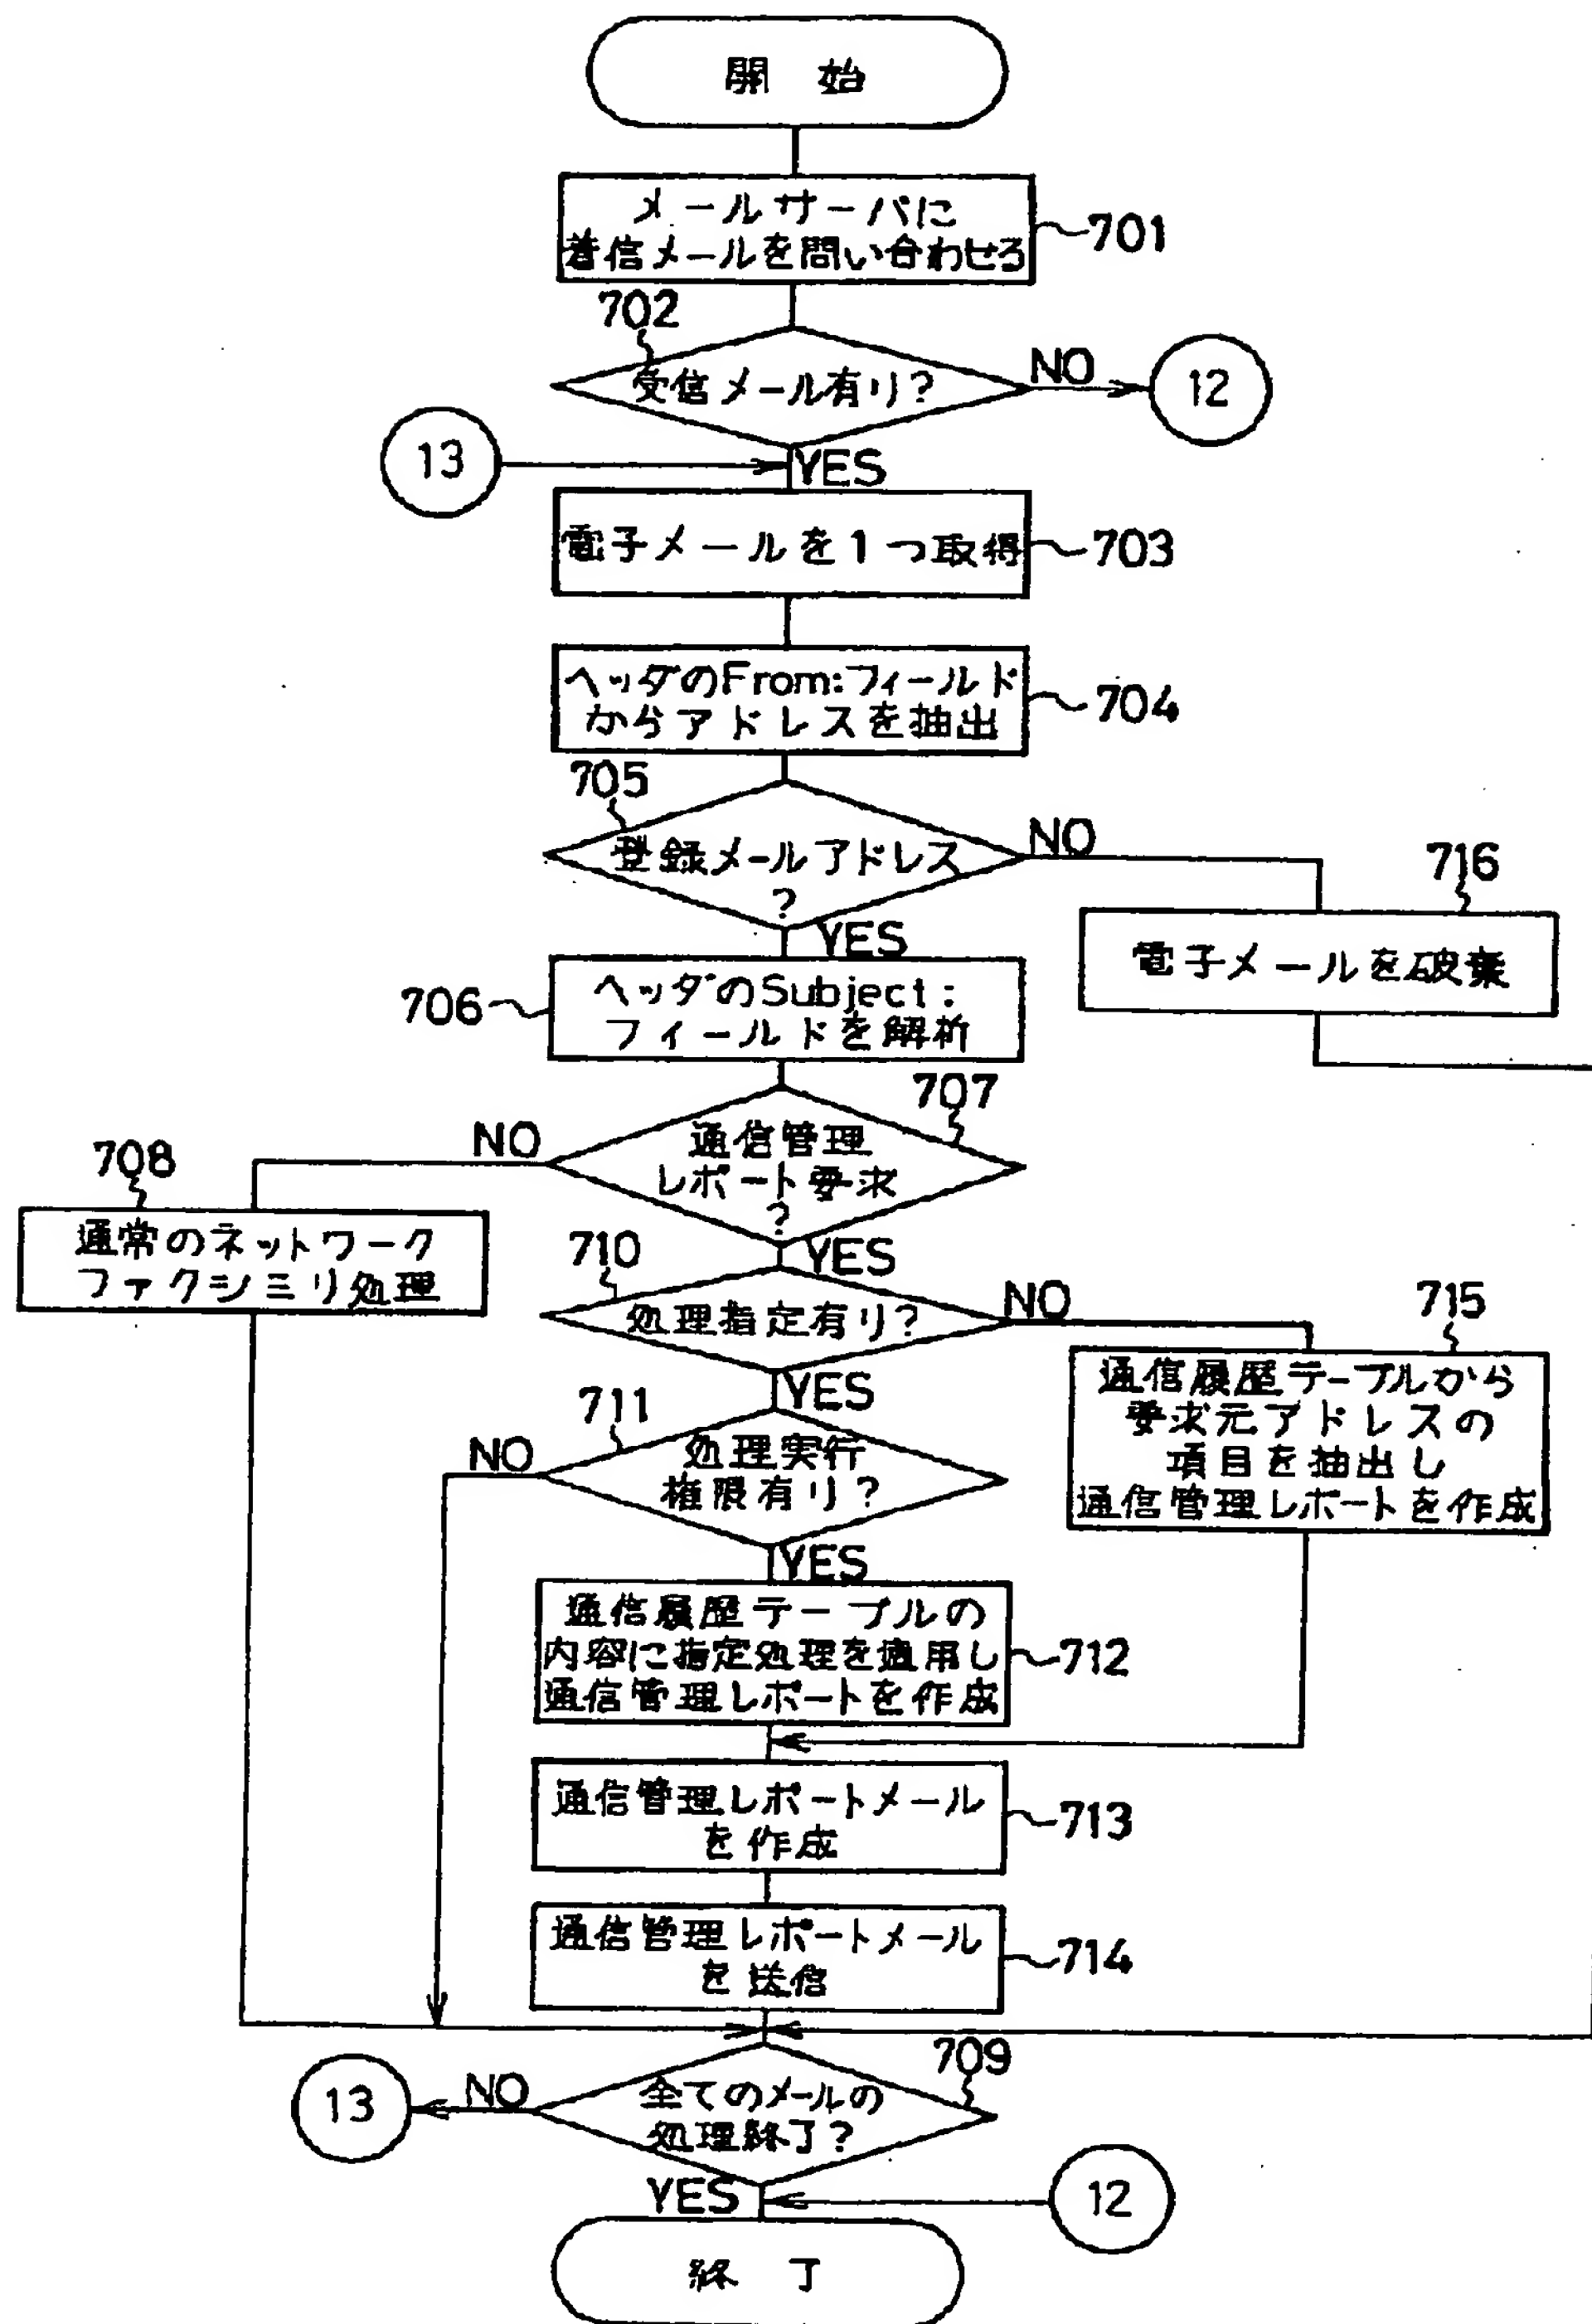 開 始
メールサーバに
着信メールを問い合わせる
701
702
受信メール有り?
NO
12
13
YES
電子メールを1つ取得
703
ヘッダのFrom:フィールド
からアドレスを抽出
704
705
登録メールアドレス
?
NO
716
YES
電子メールを破棄
706
ヘッダのSubject:
フィールドを解析
707
NO
通信管理
レポート要求
?
708
通常のネットワーク
ファクシミリ処理
YES
710
処理指定有り?
NO
715
通信履歴テーブルから
要求元アドレスの
項目を抽出し
通信管理レポートを作成
YES
711
NO
処理実行
権限有り?
YES
通信履歴テーブルの
内容に指定処理を適用し
通信管理レポートを作成
712
通信管理レポートメール
を作成
713
通信管理レポートメール
を送信
714
709
13
NO
全てのメールの
処理終了?
YES
12
終 了